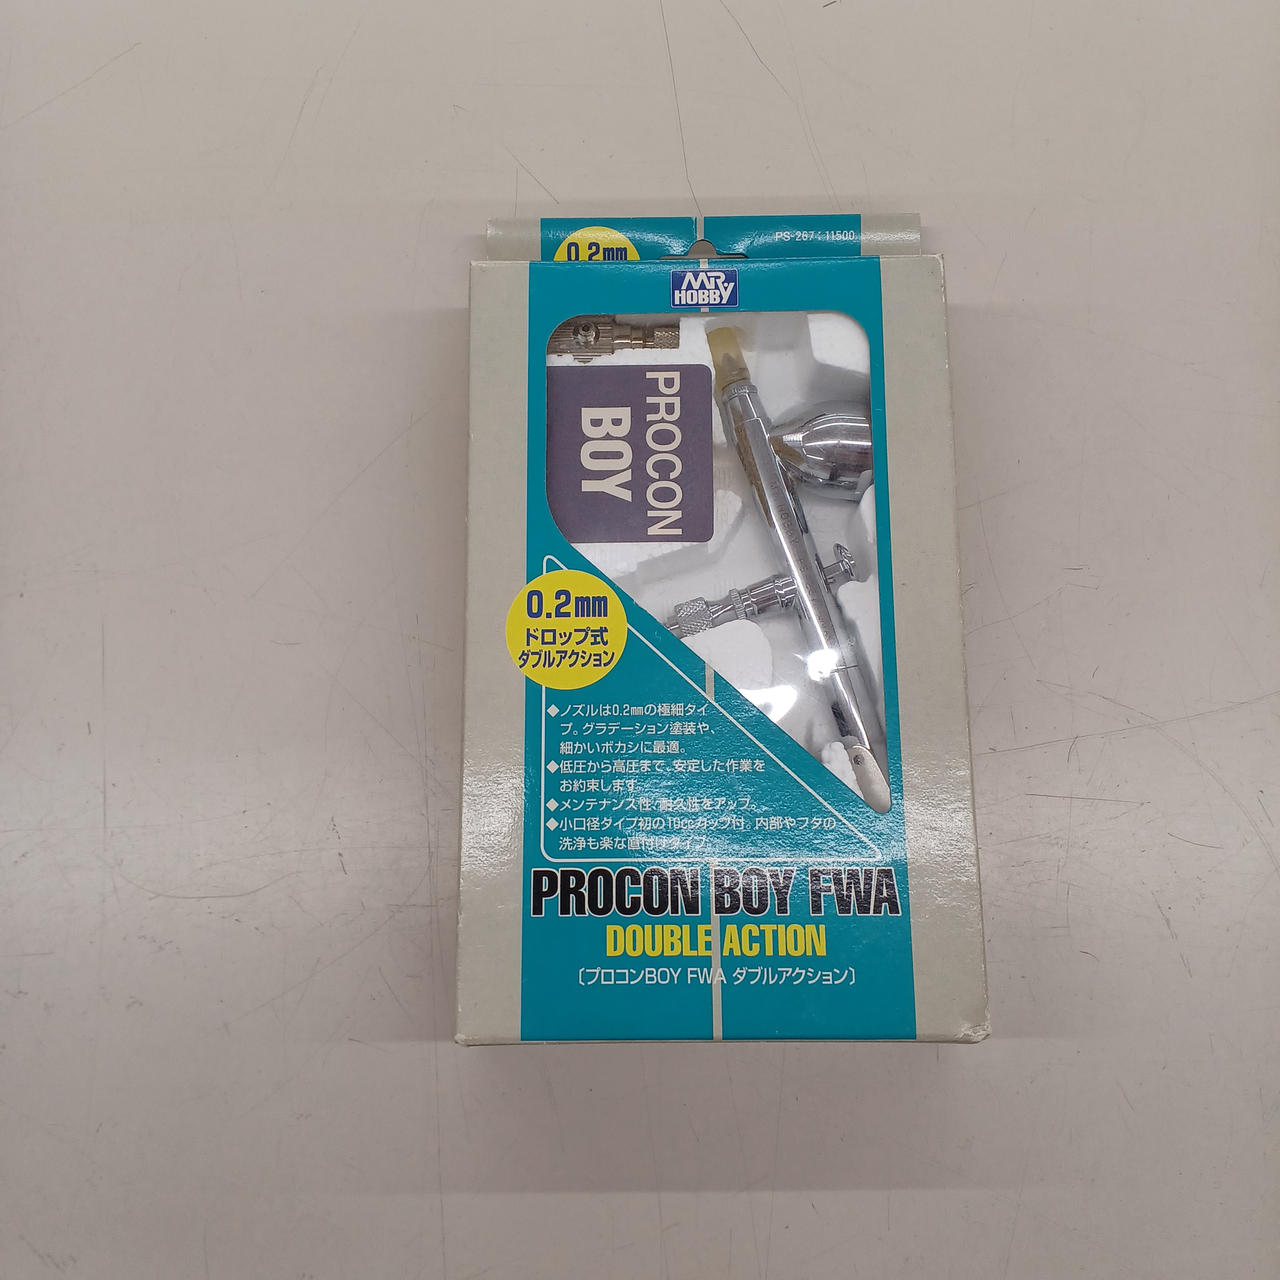 0.2mm
PS-267:11500
MR.
HOBBY
PROCON
BOY
0.2mm
ドロップ式
ダブルアクション
◆ノズルは0.2mmの極細タイ
プ。グラデーション塗装や、
細かいボカシに最適。
◆低圧から高圧まで、安定した作業を
お約束します。
◆メンテナンス性、耐久性をアップ。
◆小口径タイプ初の10ccカップ付。内部やフタの
洗浄も楽な直付けタイプ。
PROCON BOY FWA
DOUBLE ACTION
〔プロコンBOY FWA ダブルアクション〕